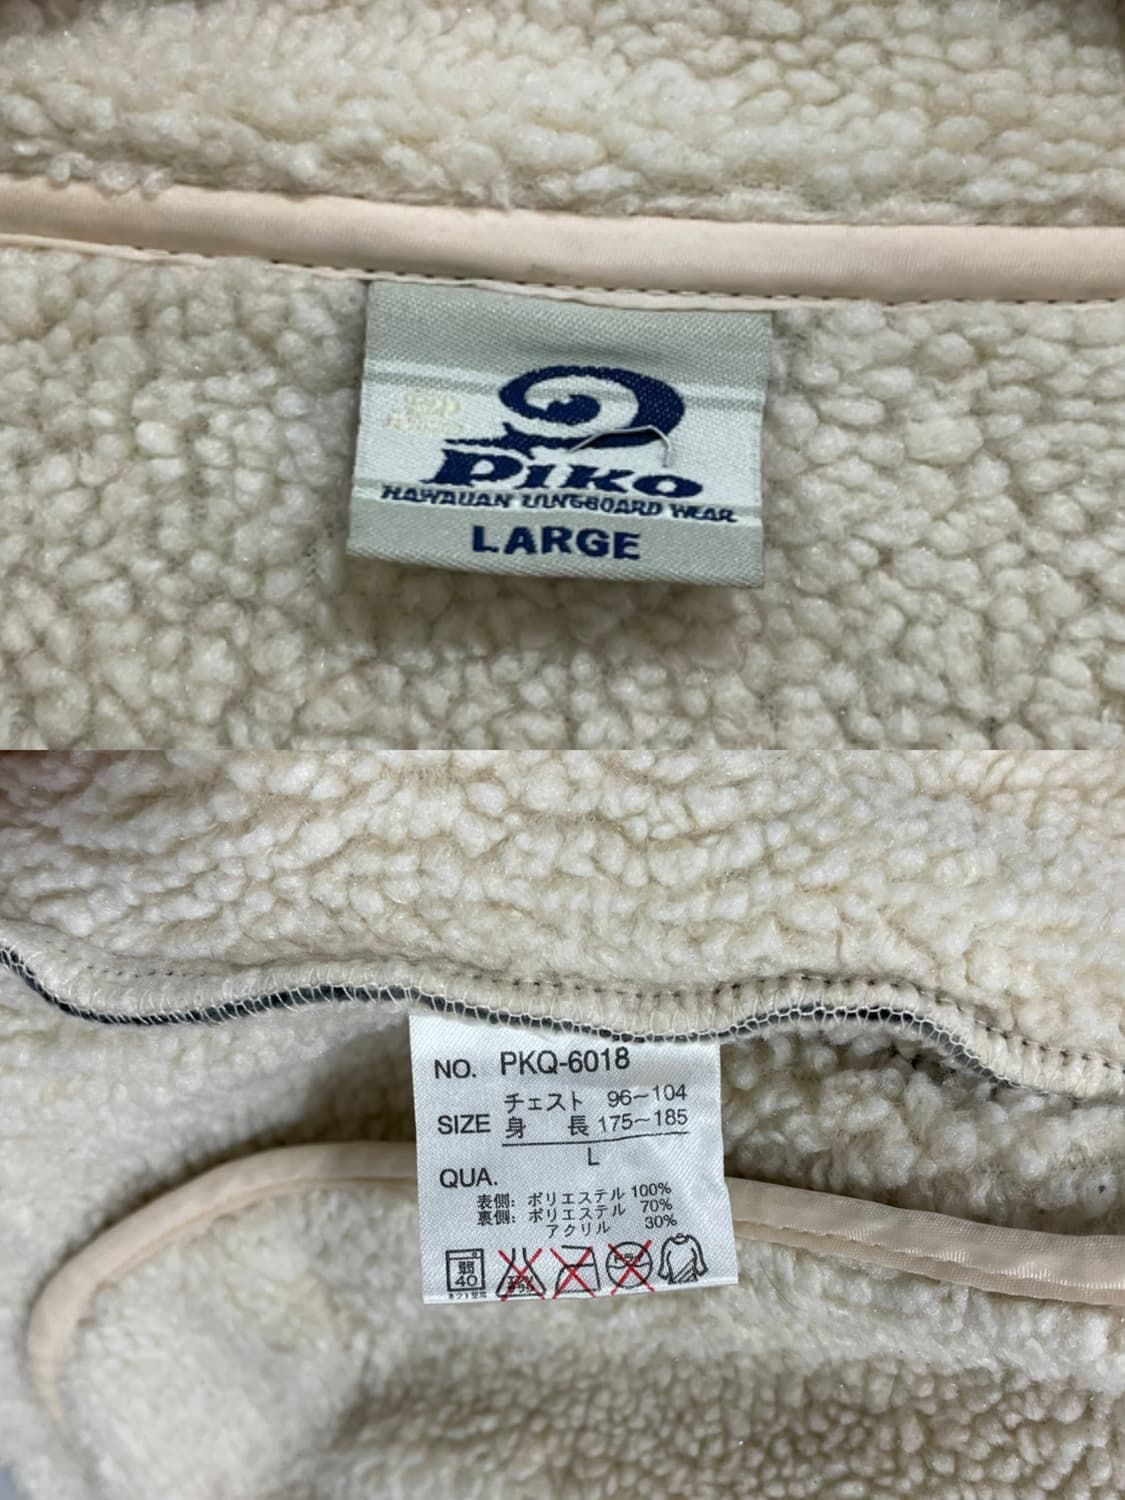 PIKO
HAWAIIAN LONGBOARD WEAR
LARGE
NO. PKQ-6018
チェスト 96~104
SIZE 身 長 175~185
L
QUA.
表側: ポリエステル 100%
裏側: ポリエステル 70%
アクリル 30%
弱
40